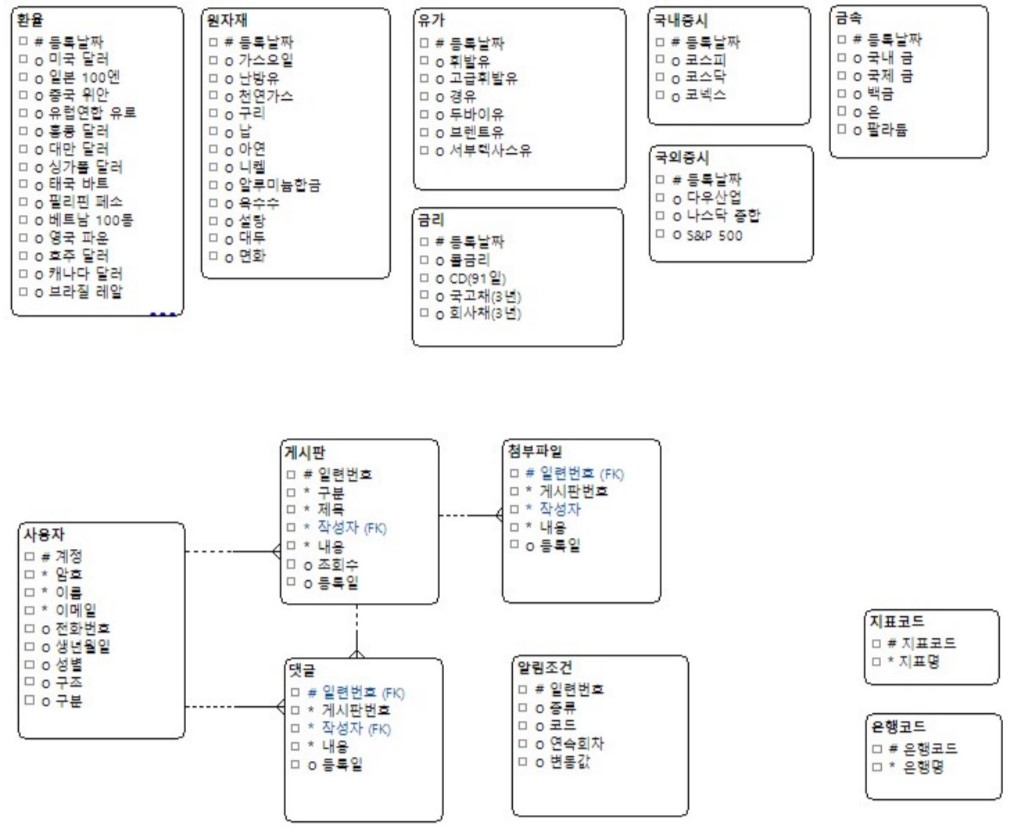 환율
# 등록날짜
o 미국 달러
o 일본 100엔
o 중국 위안
o 유럽연합 유로
o 홍콩 달러
o 대만 달러
o 싱가폴 달러
o 태국 바트
o 필리핀 페소
o 베트남 100동
o 영국 파운
o 호주 달러
o 캐나다 달러
o 브라질 레알
원자재
# 등록날짜
o 가스오일
o 난방유
o 천연가스
o 구리
o 납
o 아연
o 니켈
o 알루미늄합금
o 옥수수
o 설탕
o 대두
o 면화
유가
# 등록날짜
o 휘발유
o 고급휘발유
o 경유
o 두바이유
o 브렌트유
o 서부텍사스유
금리
# 등록날짜
o 콜금리
o CD(91일)
o 국고채(3년)
o 회사채(3년)
국내증시
# 등록날짜
o 코스피
o 코스닥
o 코넥스
국외증시
# 등록날짜
o 다우산업
o 나스닥 종합
o S&P 500
금속
# 등록날짜
o 국내 금
o 국제 금
o 백금
o 은
o 팔라듐
사용자
# 계정
* 암호
* 이름
* 이메일
o 전화번호
o 생년월일
o 성별
o 구조
o 구분
게시판
# 일련번호
* 구분
* 제목
* 작성자 (FK)
* 내용
o 조회수
o 등록일
첨부파일
# 일련번호 (FK)
* 게시판번호
* 작성자
* 내용
o 등록일
댓글
# 일련번호 (FK)
* 게시판번호
* 작성자 (FK)
* 내용
o 등록일
알림조건
# 일련번호
o 종류
o 코드
o 연속회차
o 변동값
지표코드
# 지표코드
* 지표명
은행코드
# 은행코드
* 은행명